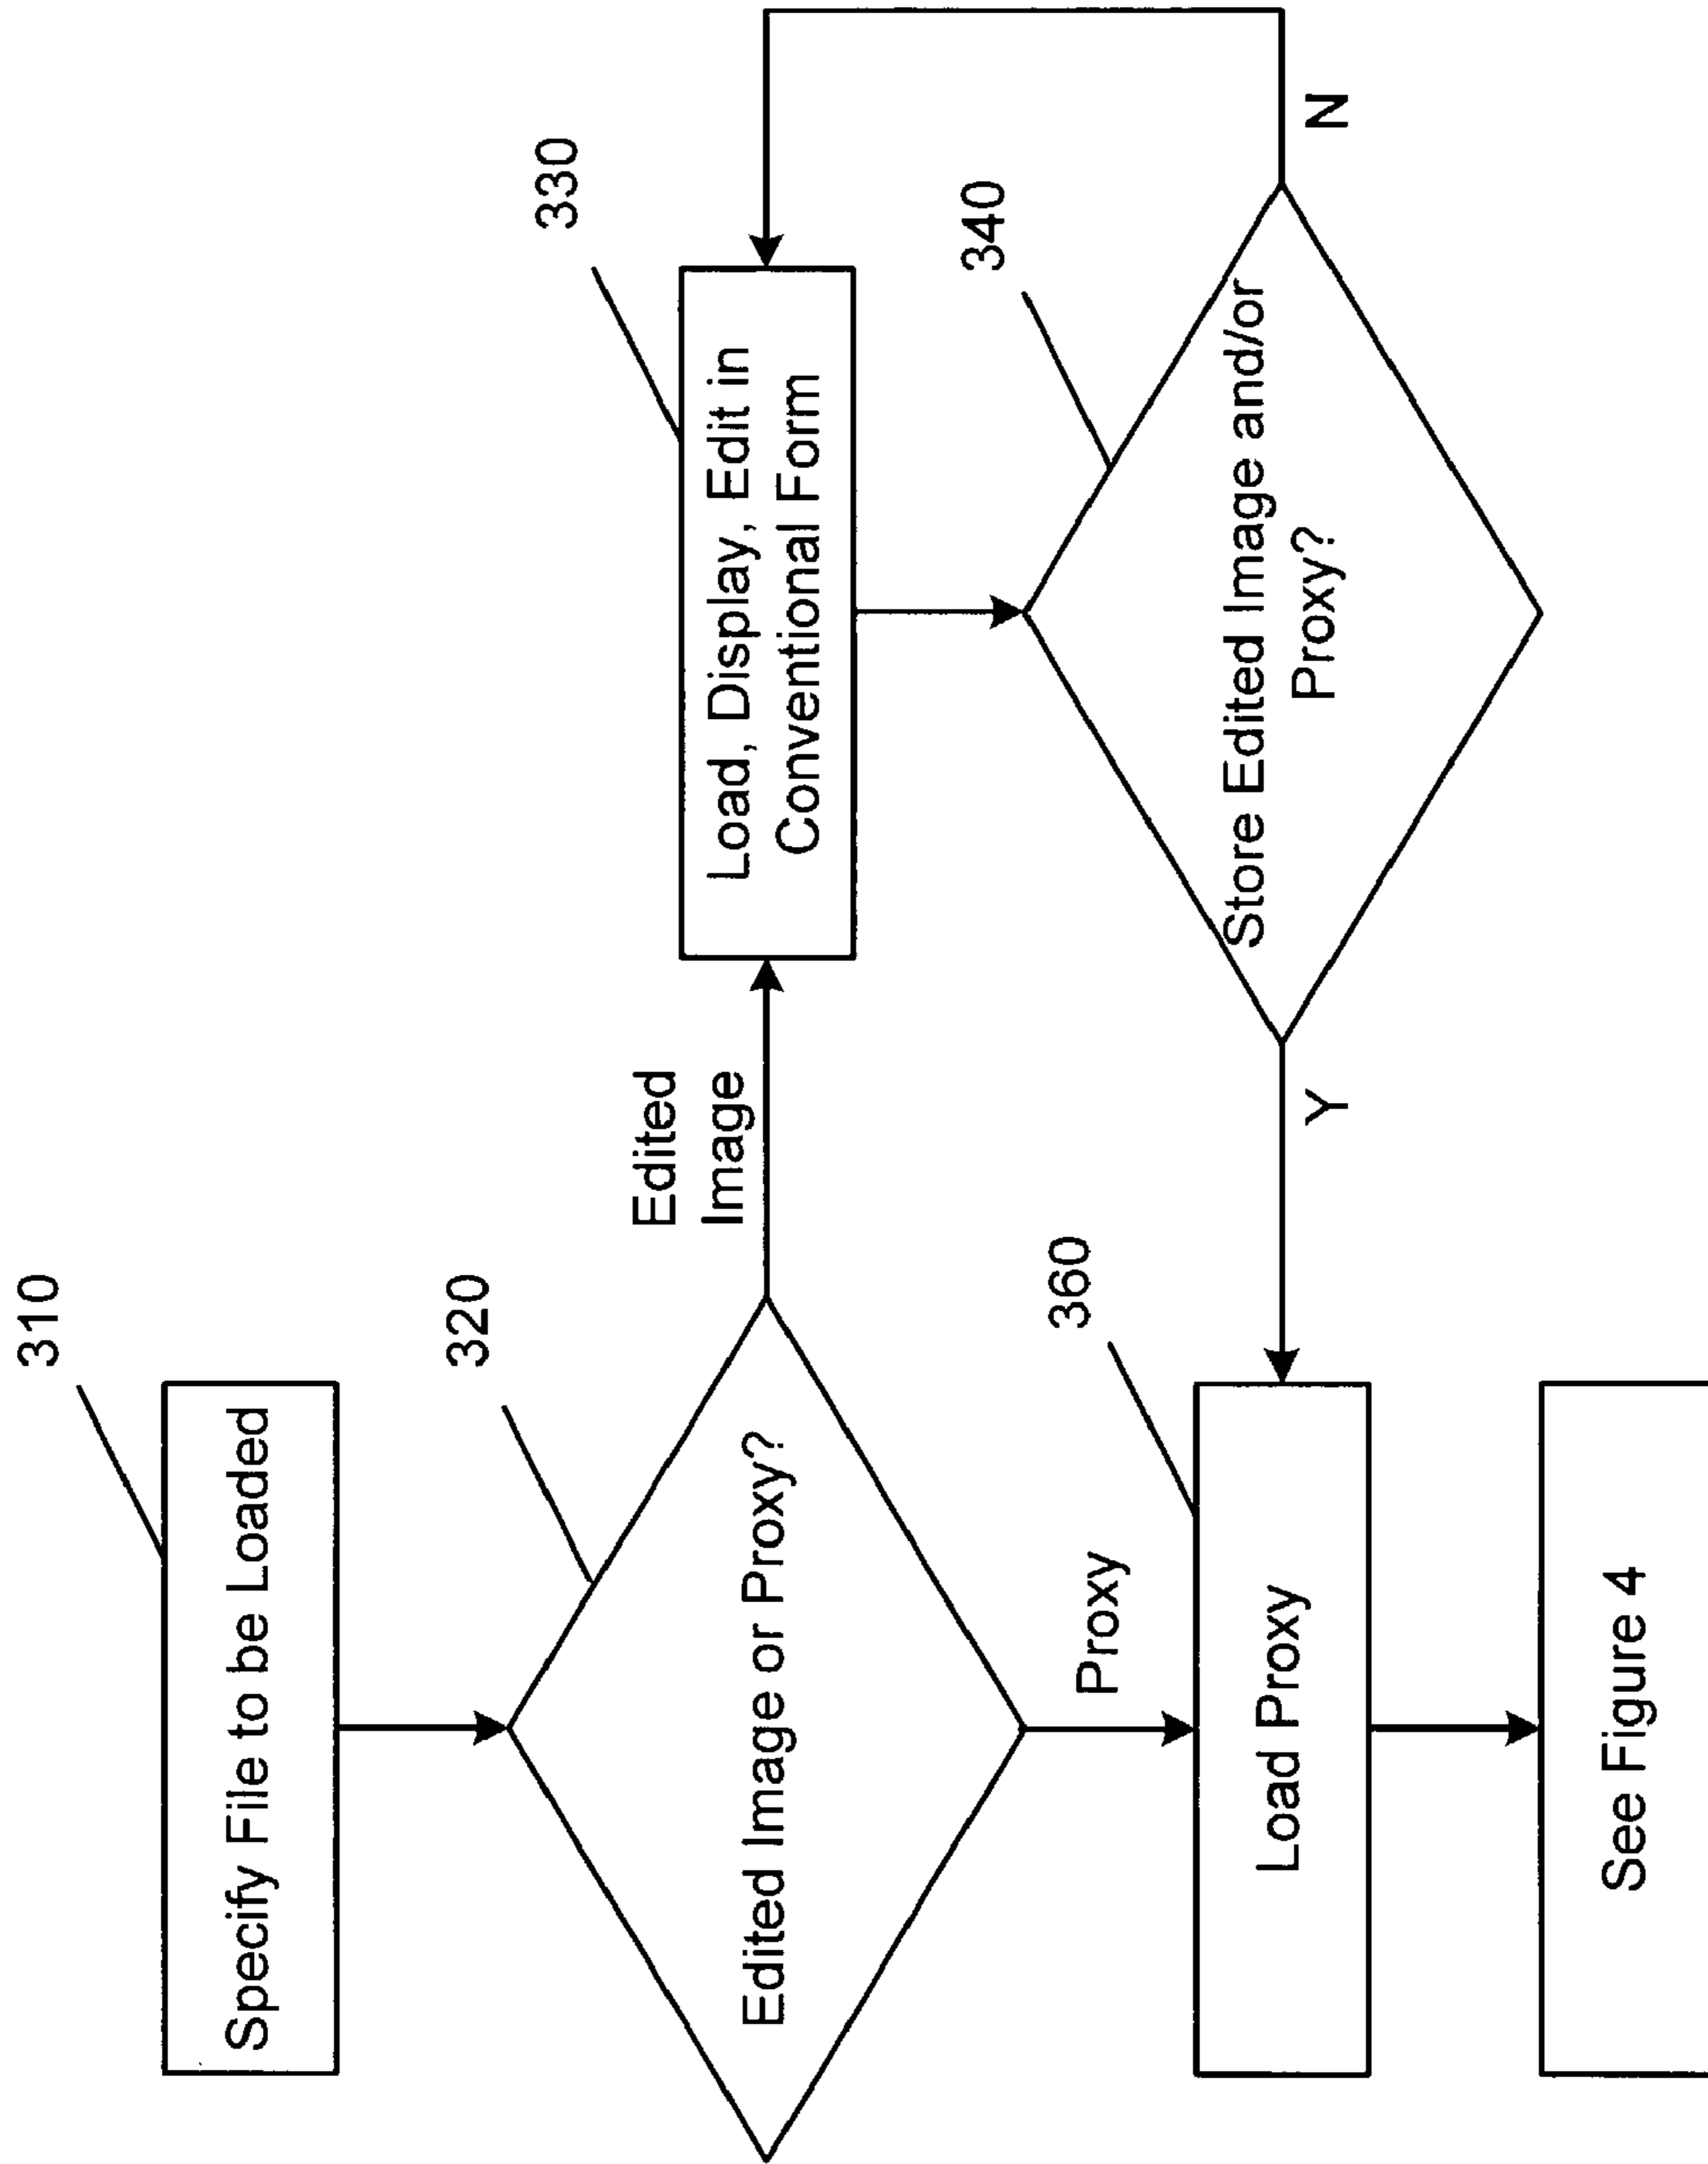 310
Specify File to be Loaded
320
Edited Image or Proxy?
Edited
Image
330
Load, Display, Edit in
Conventional Form
340
Store Edited Image and/or
Proxy?
N
Y
Proxy
360
Load Proxy
See Figure 4